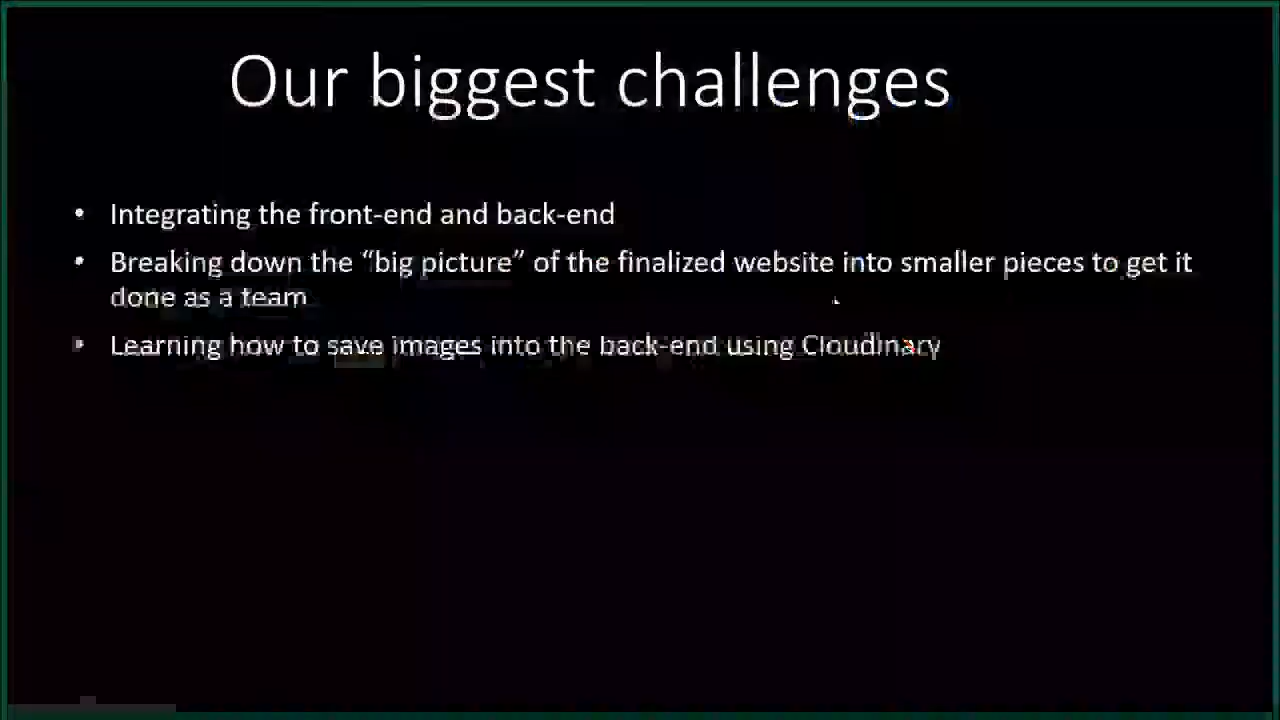 Our biggest challenges
• Integrating the front-end and back-end
• Breaking down the “big picture” of the finalized website into smaller pieces to get it
done as a team
• Learning how to save images into the back-end using Cloudinary